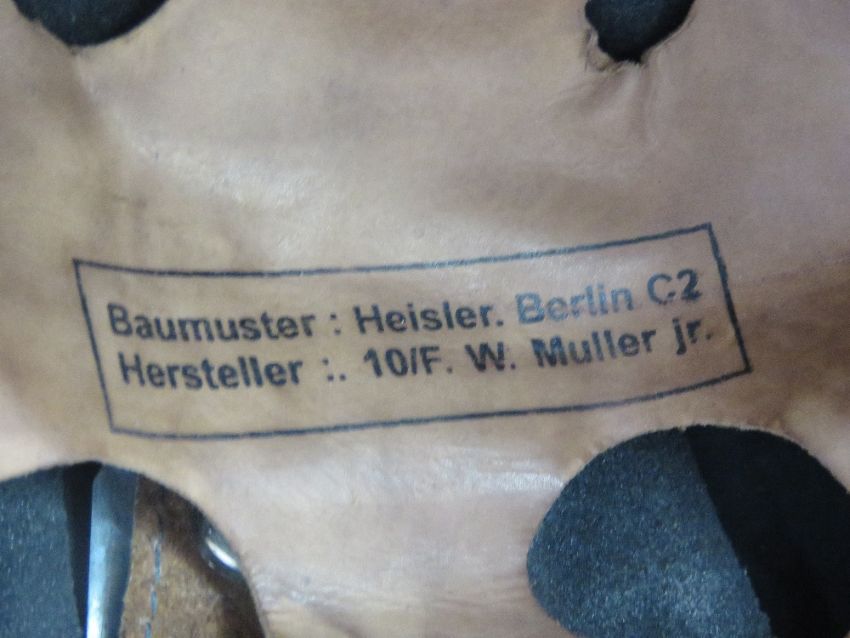 Baumuster : Heisler. Berlin C2
Hersteller :. 10/F. W. Muller jr.